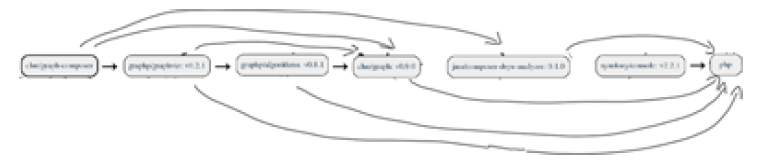 clue/graph-composer
graphp/graphviz: v0.2.1
graphp/algorithms: v0.8.1
clue/graph: v0.9.0
jms/composer-deps-analyzer: 0.1.0
symfony/console: v2.2.1
php